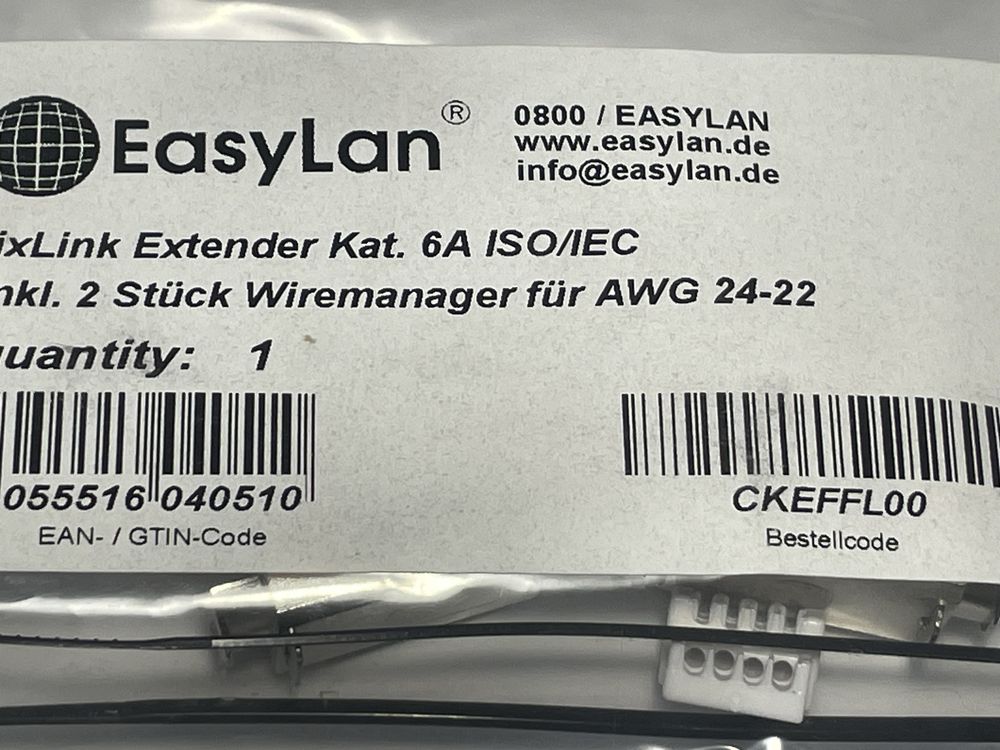 EasyLan®
0800 / EASYLAN
www.easylan.de
info@easylan.de
ixLink Extender Kat. 6A ISO/IEC
nkl. 2 Stück Wiremanager für AWG 24-22
uantity: 1
055516 040510
EAN- / GTIN-Code
CKEFFL00
Bestellcode